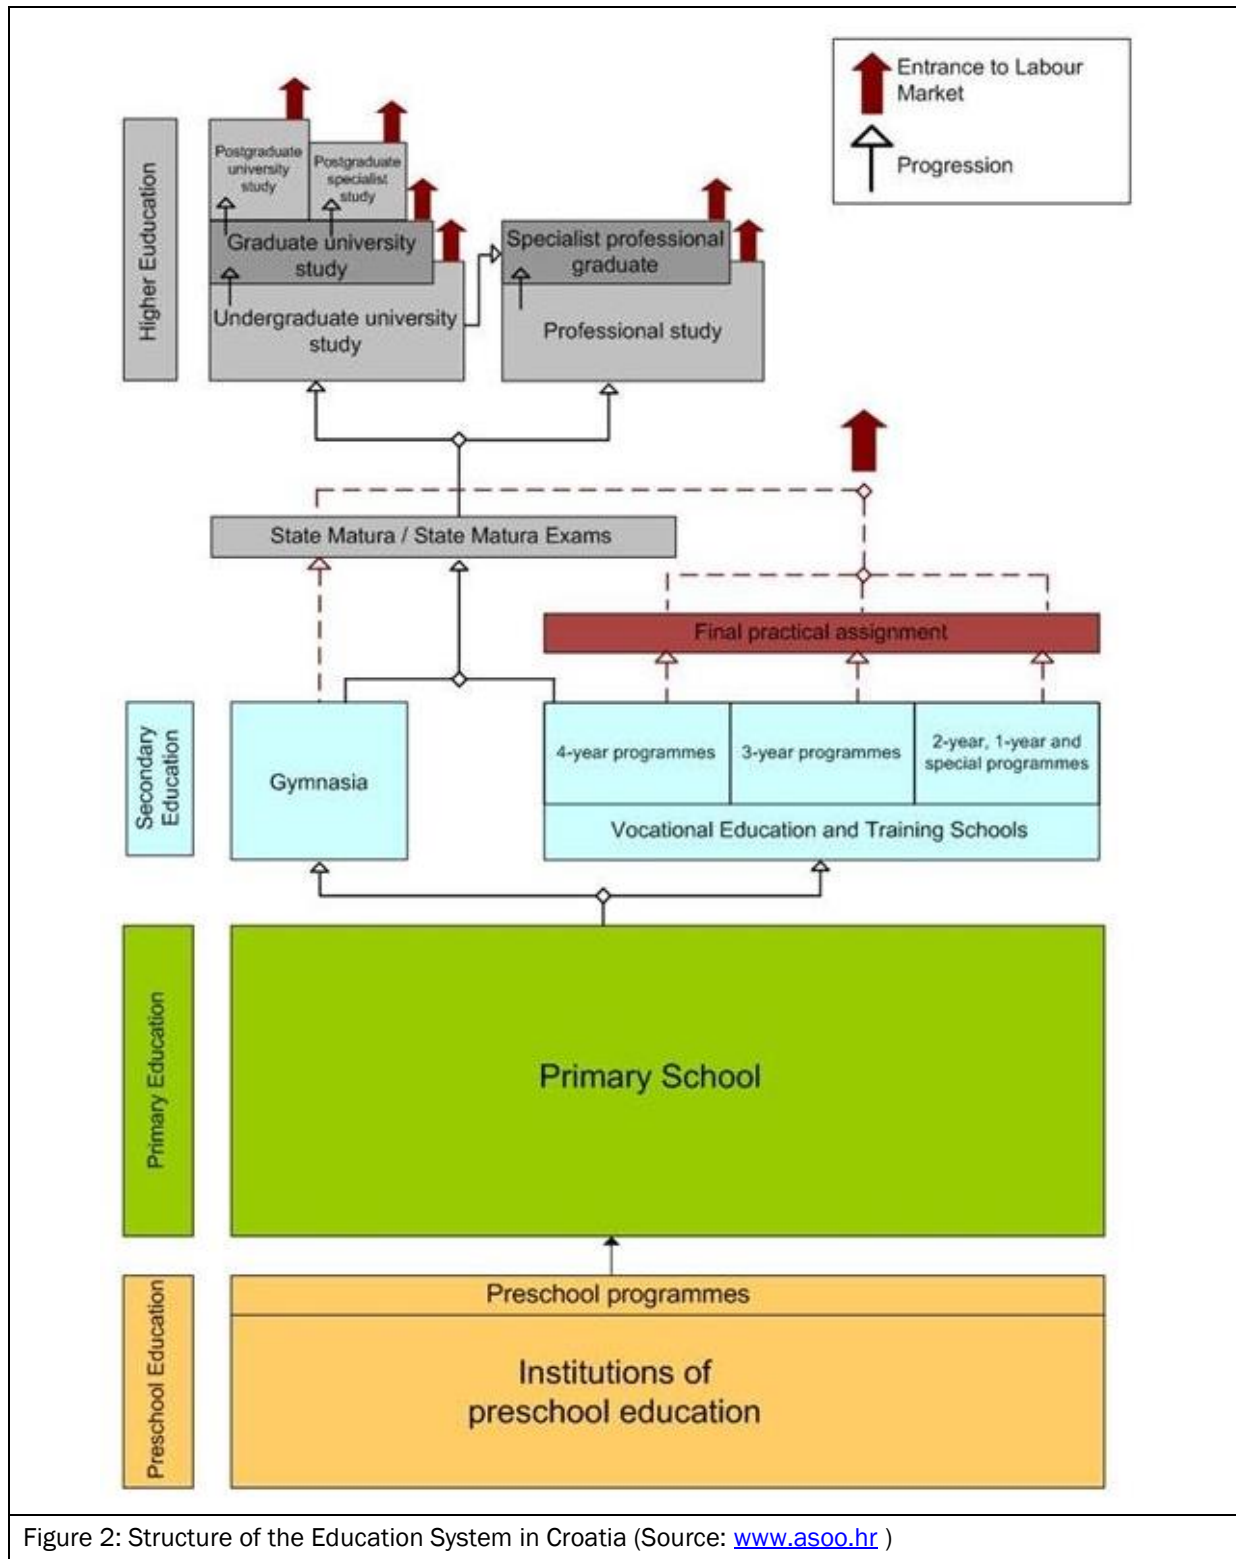 Entrance to Labour
Market
Progression
Higher Euducation
Postgraduate
university
study
Postgraduate
specialist
study
Graduate university
study
Undergraduate university
study
Specialist professional
graduate
Professional study
State Matura / State Matura Exams
Final practical assignment
Secondary
Education
Gymnasia
4-year programmes
3-year programmes
2-year, 1-year and
special programmes
Vocational Education and Training Schools
Primary Education
Primary School
Preschool Education
Preschool programmes
Institutions of
preschool education
Figure 2: Structure of the Education System in Croatia (Source: www.asoo.hr )